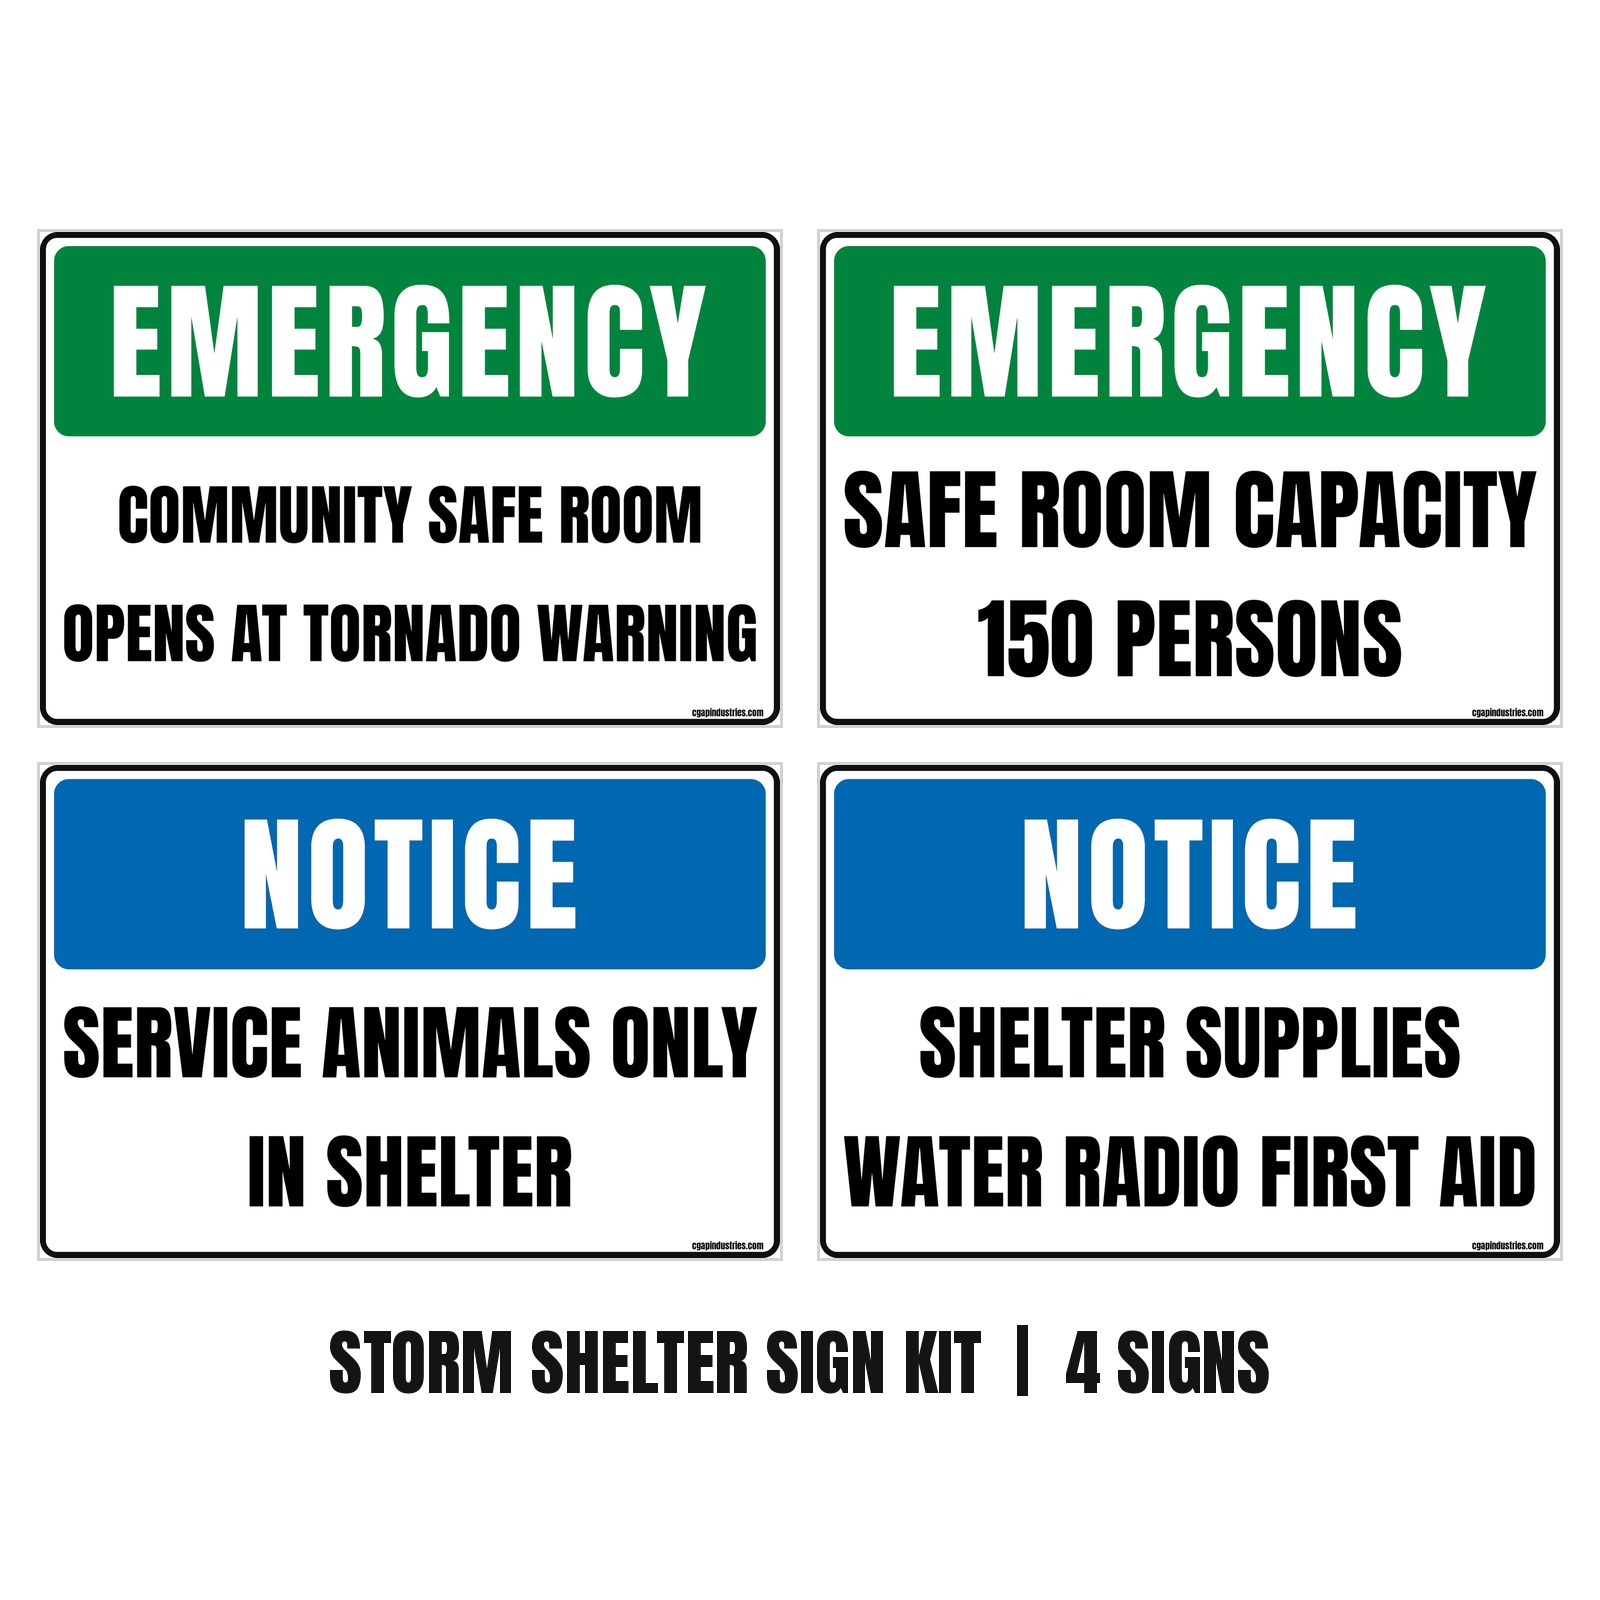 EMERGENCY
COMMUNITY SAFE ROOM
OPENS AT TORNADO WARNING
cgapindustries.com
EMERGENCY
SAFE ROOM CAPACITY
150 PERSONS
cgapindustries.com
NOTICE
SERVICE ANIMALS ONLY
IN SHELTER
cgapindustries.com
NOTICE
SHELTER SUPPLIES
WATER RADIO FIRST AID
cgapindustries.com
STORM SHELTER SIGN KIT | 4 SIGNS